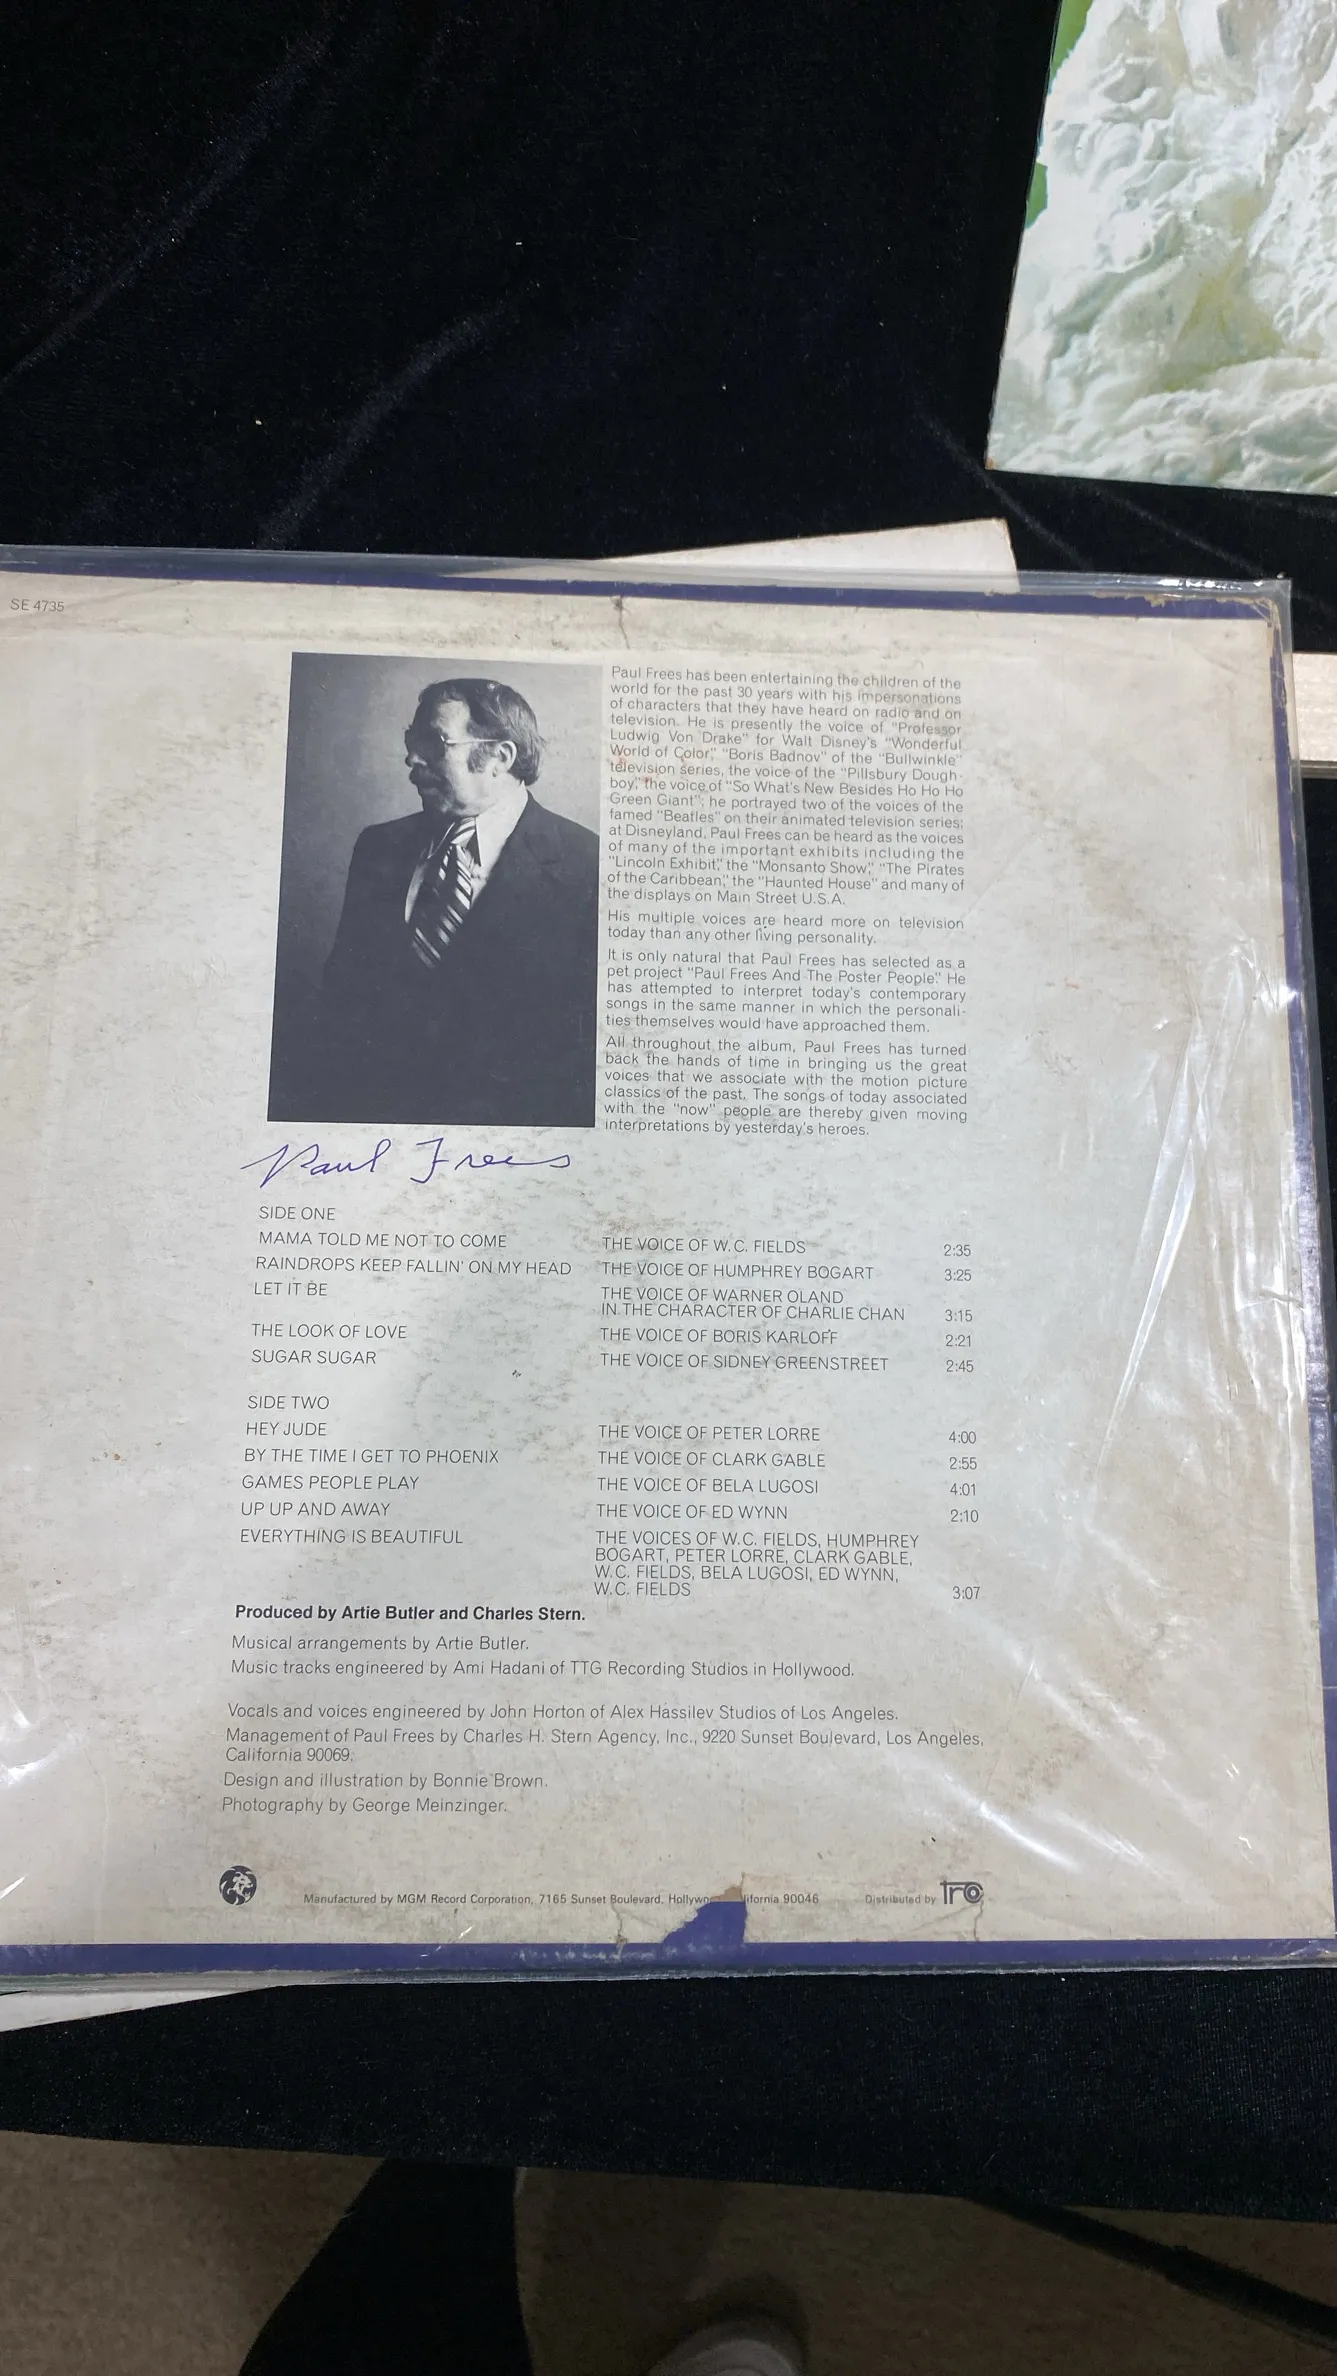 SE 4735
Paul Frees has been entertaining the children of the
world for the past 30 years with his impersonations
of characters that they have heard on radio and on
television. He is presently the voice of "Professor
Ludwig Von Drake" for Walt Disney's "Wonderful
World of Color," "Boris Badnov" of the "Bullwinkle"
television series, the voice of the "Pillsbury Dough-
boy," the voice of "So What's New Besides Ho Ho Ho
Green Giant"; he portrayed two of the voices of the
famed "Beatles" on their animated television series;
at Disneyland, Paul Frees can be heard as the voices
of many of the important exhibits including the
"Lincoln Exhibit," the "Monsanto Show," "The Pirates
of the Caribbean," the "Haunted House" and many of
the displays on Main Street U.S.A.
His multiple voices are heard more on television
today than any other living personality.
It is only natural that Paul Frees has selected as a
pet project "Paul Frees And The Poster People." He
has attempted to interpret today's contemporary
songs in the same manner in which the personali-
ties themselves would have approached them.
All throughout the album, Paul Frees has turned
back the hands of time in bringing us the great
voices that we associate with the motion picture
classics of the past. The songs of today associated
with the "now" people are thereby given moving
interpretations by yesterday's heroes.
Paul Frees
SIDE ONE
MAMA TOLD ME NOT TO COME THE VOICE OF W.C. FIELDS 2:35
RAINDROPS KEEP FALLIN' ON MY HEAD THE VOICE OF HUMPHREY BOGART 3:25
LET IT BE THE VOICE OF WARNER OLAND
IN THE CHARACTER OF CHARLIE CHAN 3:15
THE LOOK OF LOVE THE VOICE OF BORIS KARLOFF 2:21
SUGAR SUGAR THE VOICE OF SIDNEY GREENSTREET 2:45
SIDE TWO
HEY JUDE THE VOICE OF PETER LORRE 4:00
BY THE TIME I GET TO PHOENIX THE VOICE OF CLARK GABLE 2:55
GAMES PEOPLE PLAY THE VOICE OF BELA LUGOSI 4:01
UP UP AND AWAY THE VOICE OF ED WYNN 2:10
EVERYTHING IS BEAUTIFUL THE VOICES OF W.C. FIELDS, HUMPHREY
BOGART, PETER LORRE, CLARK GABLE,
W.C. FIELDS, BELA LUGOSI, ED WYNN,
W.C. FIELDS 3:07
Produced by Artie Butler and Charles Stern.
Musical arrangements by Artie Butler.
Music tracks engineered by Ami Hadani of TTG Recording Studios in Hollywood.
Vocals and voices engineered by John Horton of Alex Hassilev Studios of Los Angeles.
Management of Paul Frees by Charles H. Stern Agency, Inc., 9220 Sunset Boulevard, Los Angeles,
California 90069.
Design and illustration by Bonnie Brown.
Photography by George Meinzinger.
Manufactured by MGM Record Corporation, 7165 Sunset Boulevard, Hollywo lifornia 90046 Distributed by TRC